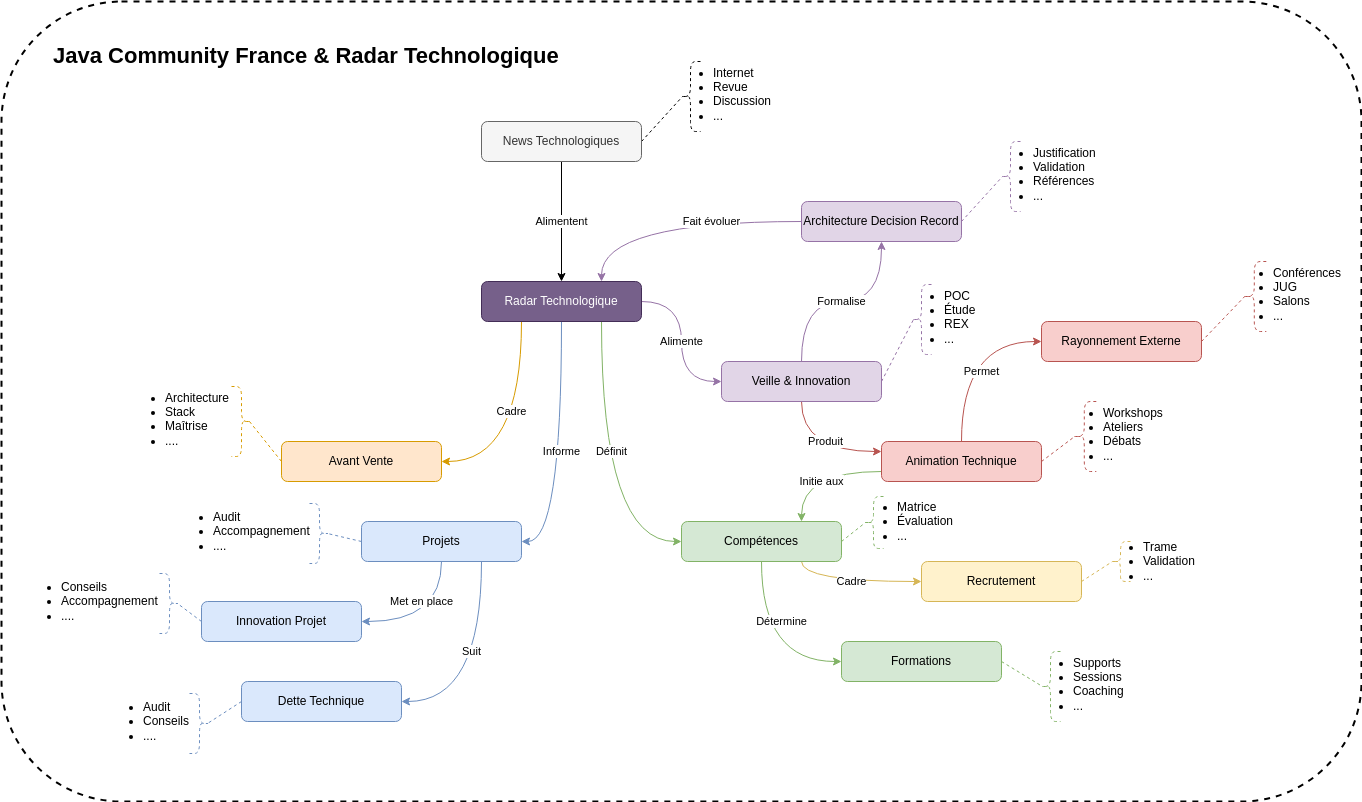 Java Community France & Radar Technologique
• Internet
• Revue
• Discussion
• ...
News Technologiques
Alimentent
• Justification
• Validation
• Références
• ...
Architecture Decision Record
Fait évoluer
Radar Technologique
Alimente
Formalise
• POC
• Étude
• REX
• ...
• Conférences
• JUG
• Salons
• ...
Rayonnement Externe
Veille & Innovation
Permet
• Architecture
• Stack
• Maîtrise
• ....
Cadre
Avant Vente
Informe
Définit
Produit
• Workshops
• Ateliers
• Débats
• ...
Animation Technique
Initie aux
• Audit
• Accompagnement
• ....
Projets
Compétences
• Matrice
• Évaluation
• ...
Cadre
Recrutement
• Trame
• Validation
• ...
• Conseils
• Accompagnement
• ....
Met en place
Innovation Projet
Détermine
Suit
Formations
• Supports
• Sessions
• Coaching
• ...
Dette Technique
• Audit
• Conseils
• ....